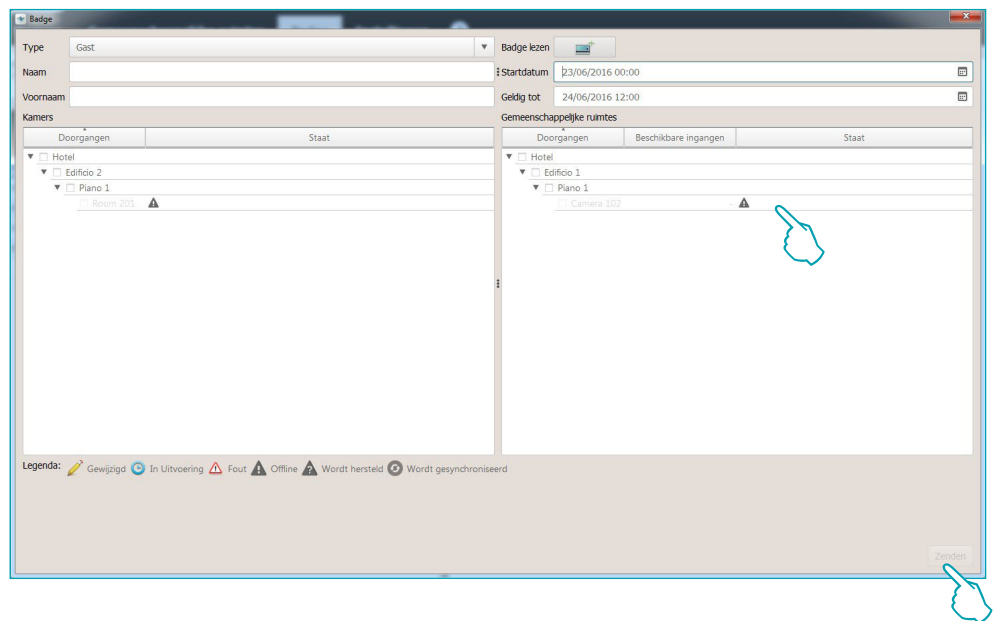 Badge
Type Gast Badge lezen
Naam Startdatum 23/06/2016 00:00
Voornaam Geldig tot 24/06/2016 12:00
Kamers Gemeenschappelijke ruimtes
Doorgangen Staat Doorgangen Beschikbare ingangen Staat
Hotel Hotel
Edificio 2 Edificio 1
Piano 1 Piano 1
Room 201 Camera 102 -
Legenda: Gewijzigd In Uitvoering Fout Offline Wordt hersteld Wordt gesynchroniseerd
Zenden